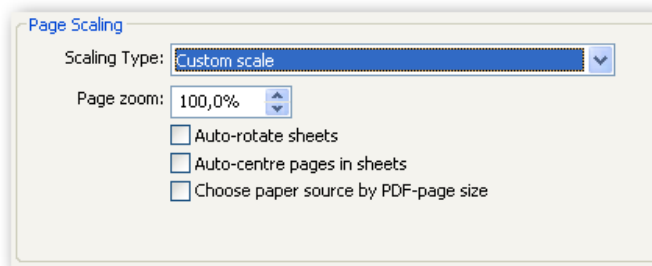 Page Scaling
Scaling Type: Custom scale
Page zoom: 100,0%
Auto-rotate sheets
Auto-centre pages in sheets
Choose paper source by PDF-page size